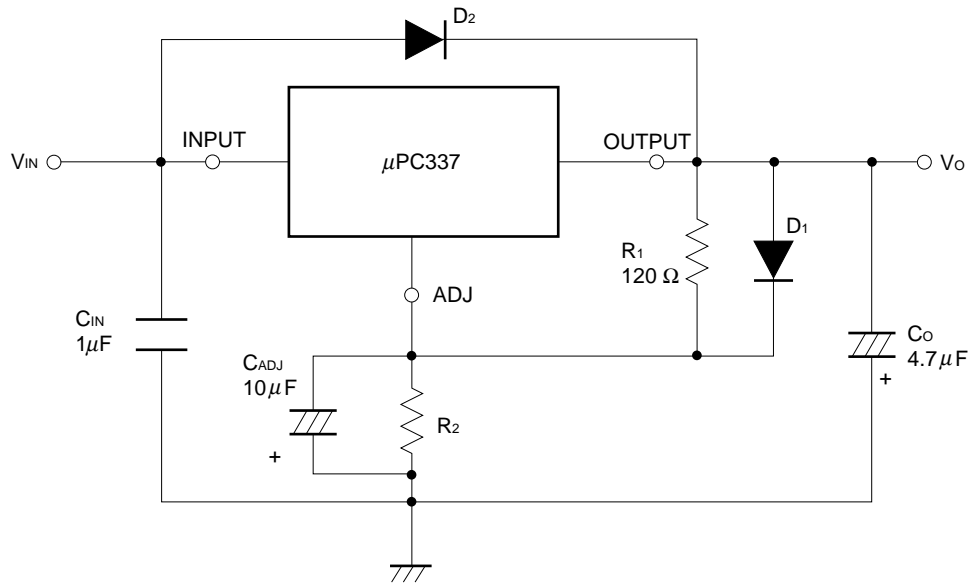 D2
INPUT
OUTPUT
VIN
μPC337
VO
D1
R1
120 Ω
ADJ
CIN
1μF
CADJ
10μF
+
R2
CO
4.7μF
+